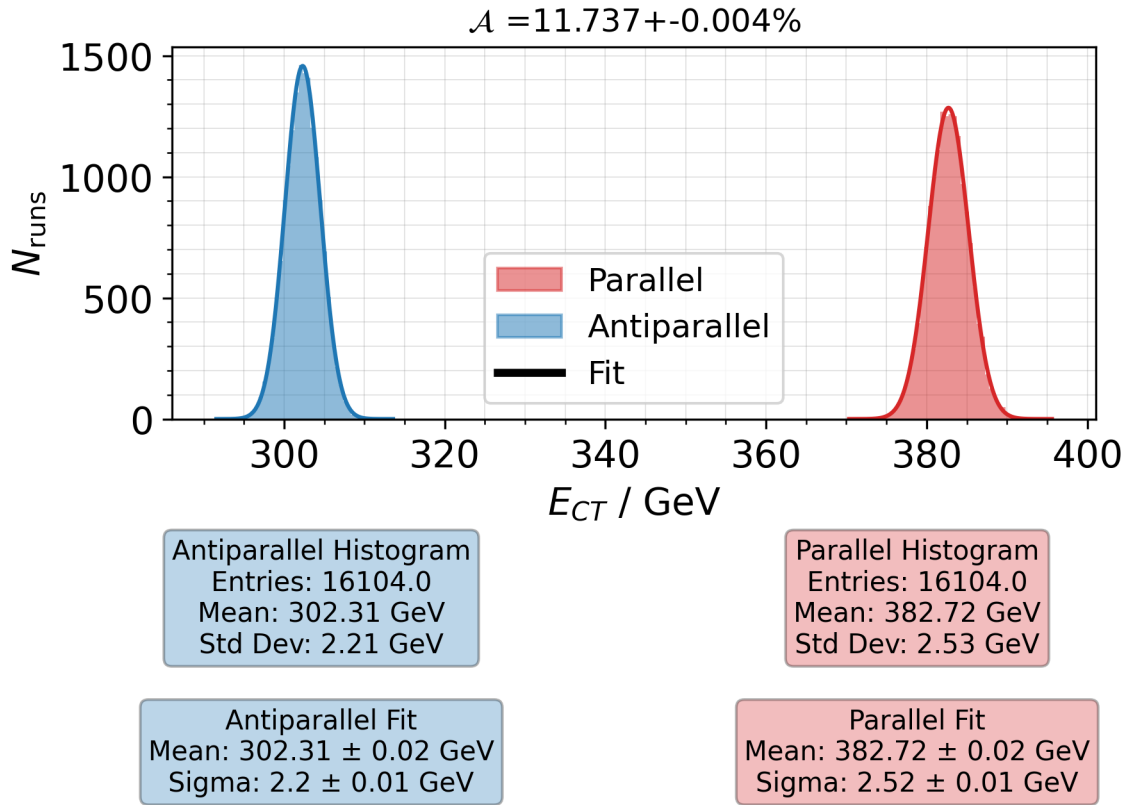 𝒜 =11.737+-0.004%
1500
1000
500
0
N_runs
Parallel
Antiparallel
Fit
300 320 340 360 380 400
E_CT / GeV
Antiparallel Histogram
Entries: 16104.0
Mean: 302.31 GeV
Std Dev: 2.21 GeV
Parallel Histogram
Entries: 16104.0
Mean: 382.72 GeV
Std Dev: 2.53 GeV
Antiparallel Fit
Mean: 302.31 ± 0.02 GeV
Sigma: 2.2 ± 0.01 GeV
Parallel Fit
Mean: 382.72 ± 0.02 GeV
Sigma: 2.52 ± 0.01 GeV